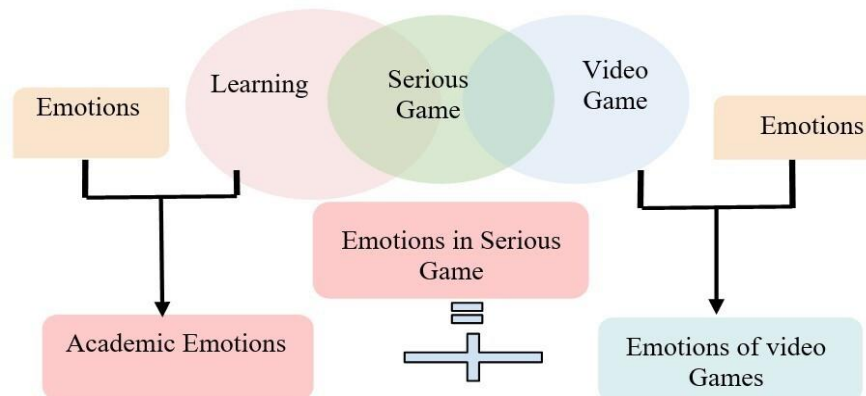 Learning
Serious
Game
Video
Game
Emotions
Emotions
Emotions in Serious
Game
Academic Emotions
Emotions of video
Games